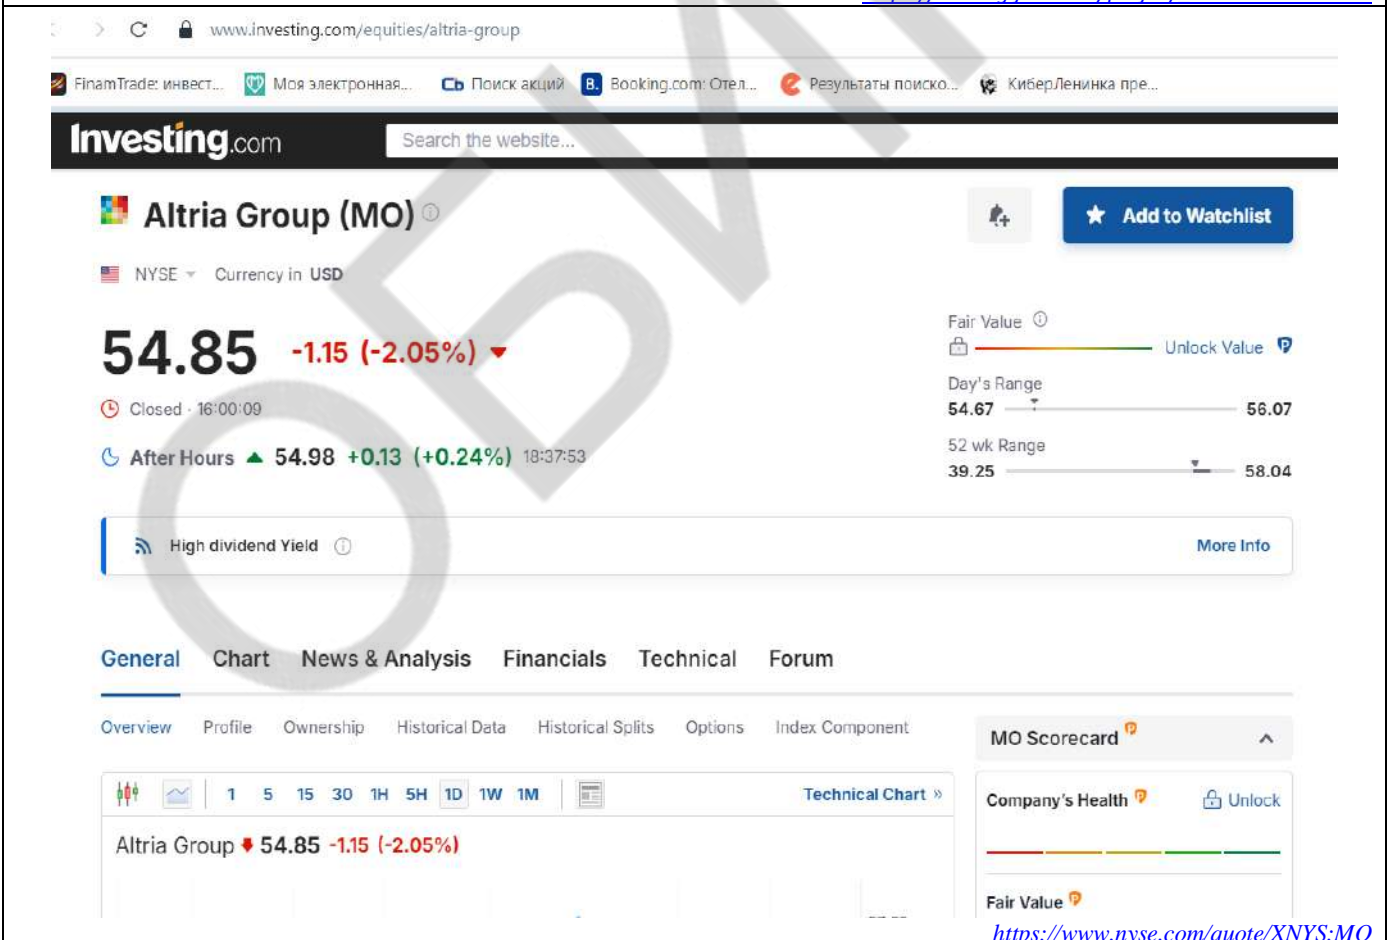 www.investing.com/equities/altria-group
FinamTrade: инвест... Моя электронная... Поиск акций Booking.com: Отел... Результаты поиско... КиберЛенинка пре...
Investing.com Search the website...
Altria Group (MO)
Add to Watchlist
NYSE Currency in USD
54.85 -1.15 (-2.05%)
Closed · 16:00:09
After Hours 54.98 +0.13 (+0.24%) 18:37:53
Fair Value
Unlock Value
Day's Range
54.67 56.07
52 wk Range
39.25 58.04
High dividend Yield More Info
General Chart News & Analysis Financials Technical Forum
Overview Profile Ownership Historical Data Historical Splits Options Index Component
1 5 15 30 1H 5H 1D 1W 1M Technical Chart »
Altria Group 54.85 -1.15 (-2.05%)
MO Scorecard
Company's Health Unlock
Fair Value
https://www.nyse.com/quote/XNYS:MO